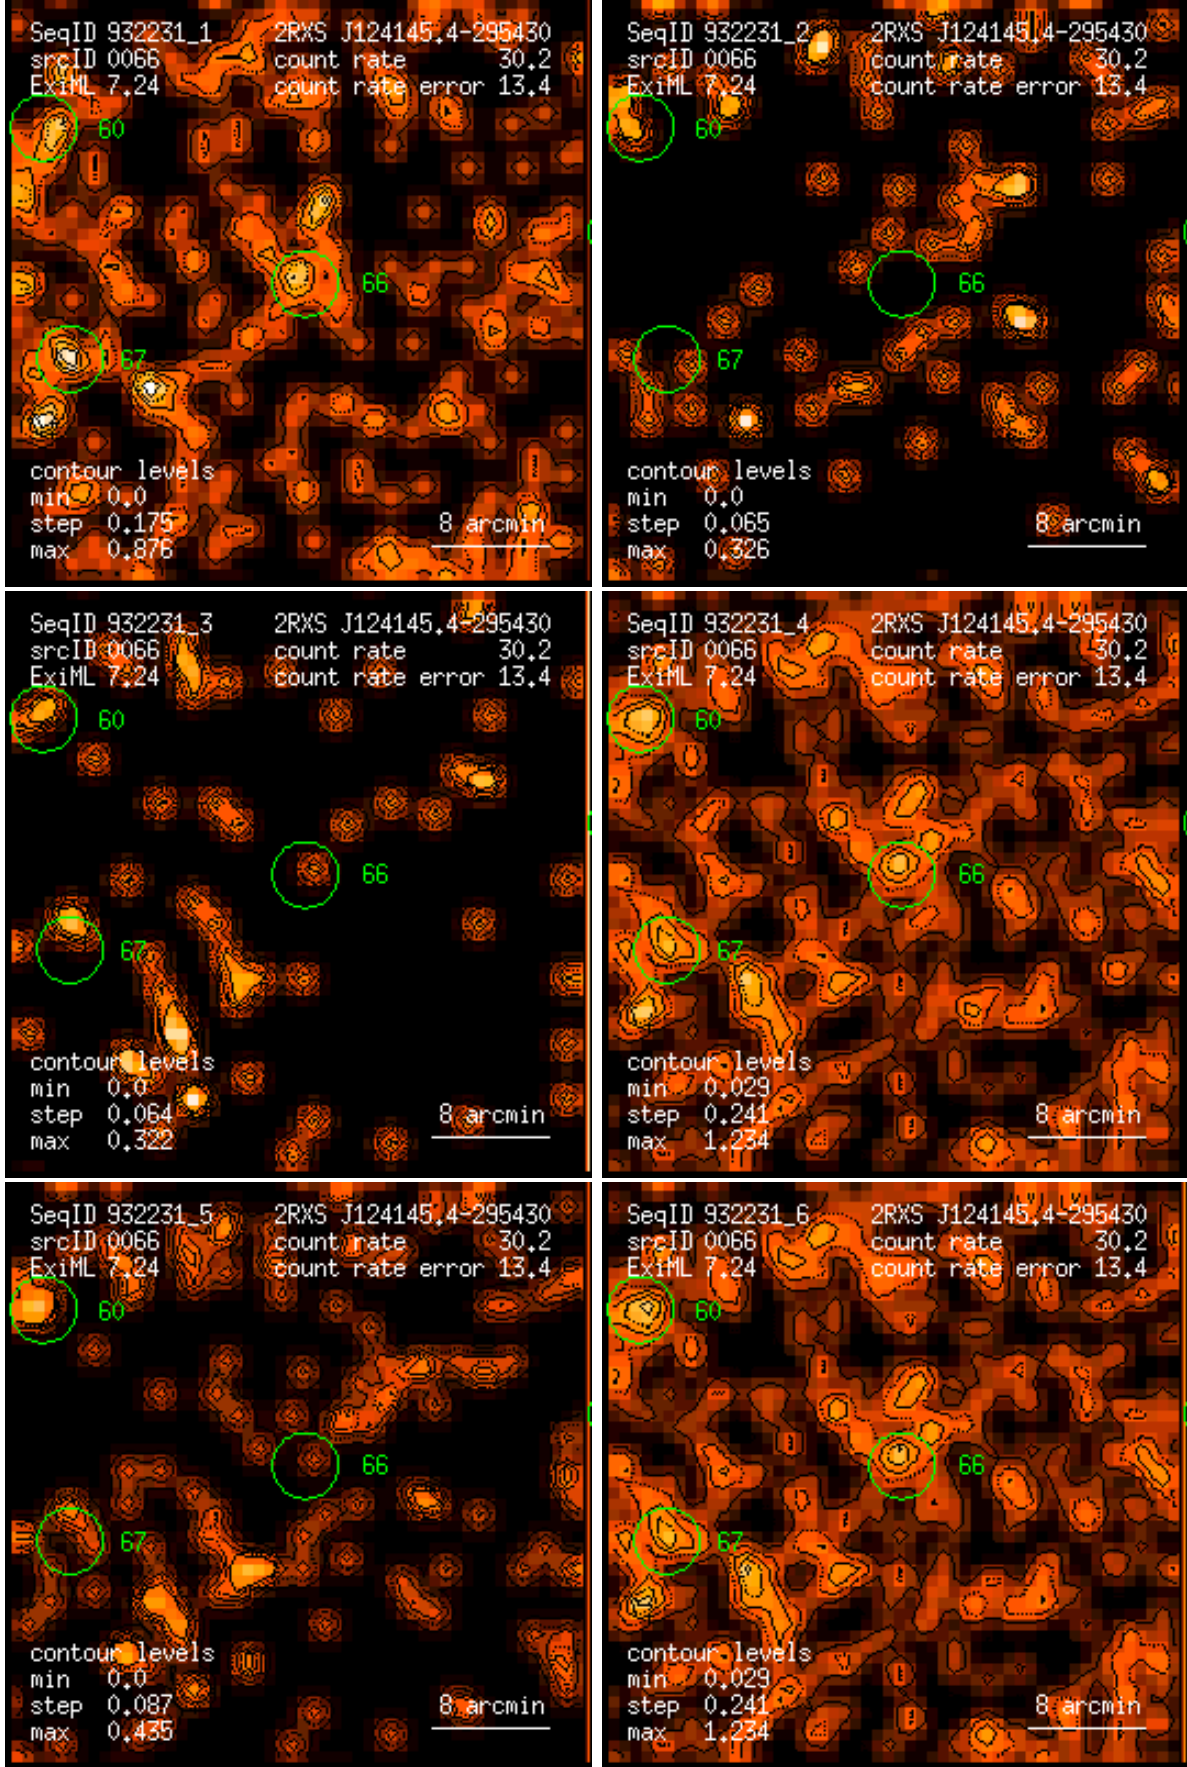 SeqID 932231_1 2RXS J124145.4-295430
srcID 0066 count rate 30.2
ExiML 7.24 count rate error 13.4
60
66
67
contour levels
min 0.0
step 0.175
max 0.876
8 arcmin
SeqID 932231_2 2RXS J124145.4-295430
srcID 0066 count rate 30.2
ExiML 7.24 count rate error 13.4
60
66
67
contour levels
min 0.0
step 0.065
max 0.326
8 arcmin
SeqID 932231_3 2RXS J124145.4-295430
srcID 0066 count rate 30.2
ExiML 7.24 count rate error 13.4
60
66
67
contour levels
min 0.0
step 0.064
max 0.322
8 arcmin
SeqID 932231_4 2RXS J124145.4-295430
srcID 0066 count rate 30.2
ExiML 7.24 count rate error 13.4
60
66
67
contour levels
min 0.029
step 0.241
max 1.234
8 arcmin
SeqID 932231_5 2RXS J124145.4-295430
srcID 0066 count rate 30.2
ExiML 7.24 count rate error 13.4
60
66
67
contour levels
min 0.0
step 0.087
max 0.435
8 arcmin
SeqID 932231_6 2RXS J124145.4-295430
srcID 0066 count rate 30.2
ExiML 7.24 count rate error 13.4
60
66
67
contour levels
min 0.029
step 0.241
max 1.234
8 arcmin